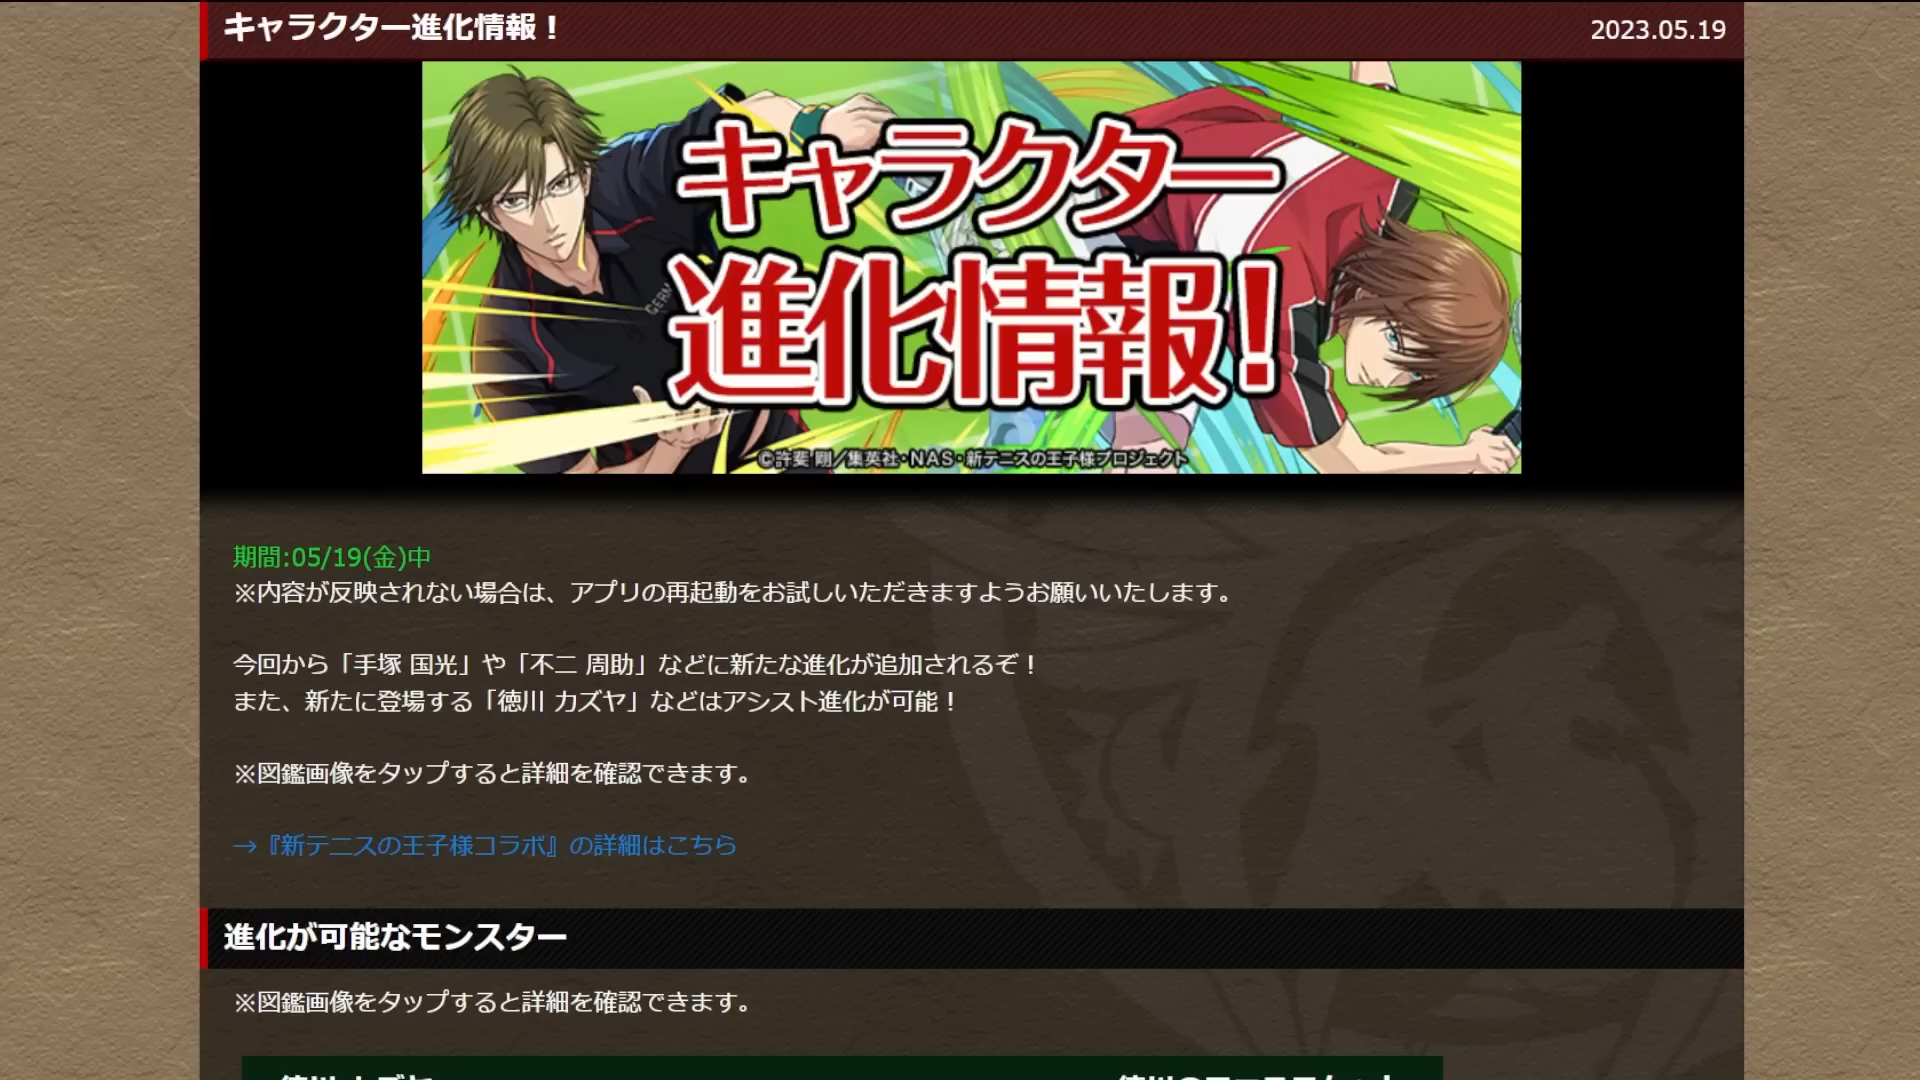 キャラクター進化情報！
2023.05.19
キャラクター
進化情報!
GERM
©許斐 剛／集英社・NAS・新テニスの王子様プロジェクト
期間:05/19(金)中
※内容が反映されない場合は、アプリの再起動をお試しいただきますようお願いいたします。
今回から「手塚 国光」や「不二 周助」などに新たな進化が追加されるぞ！
また、新たに登場する「徳川 カズヤ」などはアシスト進化が可能！
※図鑑画像をタップすると詳細を確認できます。
→『新テニスの王子様コラボ』の詳細はこちら
進化が可能なモンスター
※図鑑画像をタップすると詳細を確認できます。
徳川 カズヤ